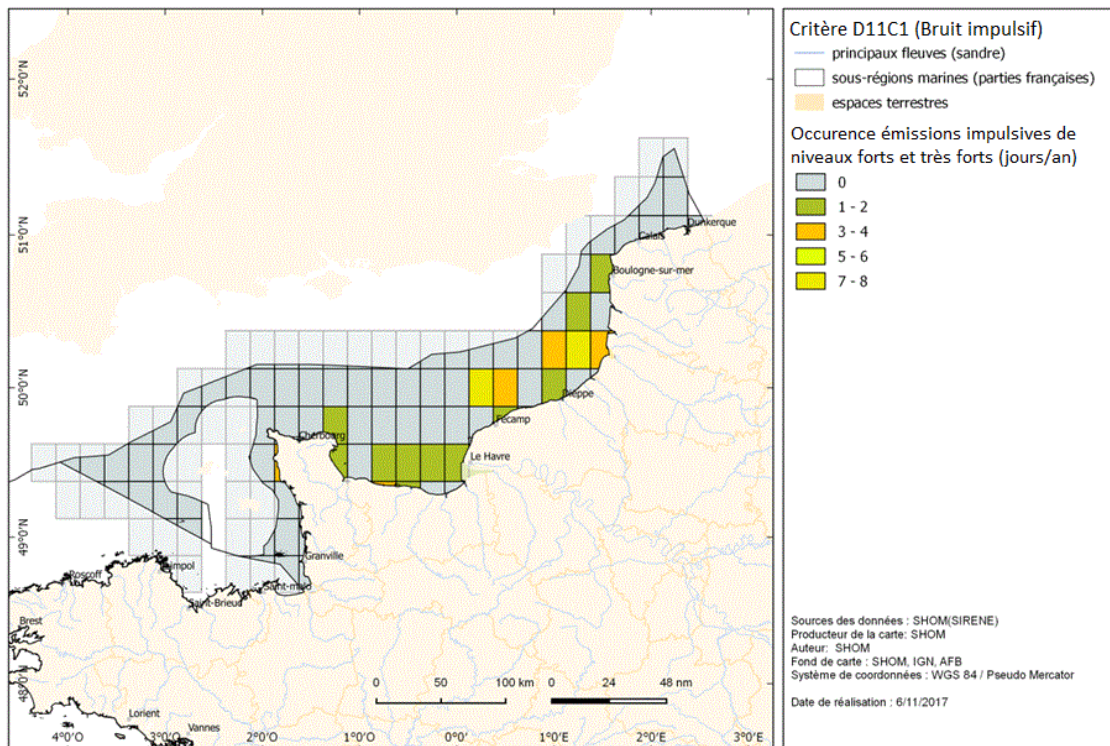 Critère D11C1 (Bruit impulsif)
principaux fleuves (sandre)
sous-régions marines (parties françaises)
espaces terrestres
Occurence émissions impulsives de
niveaux forts et très forts (jours/an)
0
1 - 2
3 - 4
5 - 6
7 - 8
Sources des données : SHOM(SIRENE)
Producteur de la carte: SHOM
Auteur: SHOM
Fond de carte : SHOM, IGN, AFB
Système de coordonnées : WGS 84 / Pseudo Mercator
Date de réalisation : 6/11/2017
52°0'N
51°0'N
50°0'N
49°0'N
48°0'N
Dunkerque
Calais
Boulogne-sur-mer
Dieppe
Fécamp
Cherbourg
Le Havre
Granville
Saint-malo
Paimpol
Roscoff
Saint-Brieuc
Brest
Lorient
Vannes
0 50 100 km
0 24 48 nm
4°0'O 3°0'O 2°0'O 1°0'O 0°0' 1°0'E 2°0'E 3°0'E